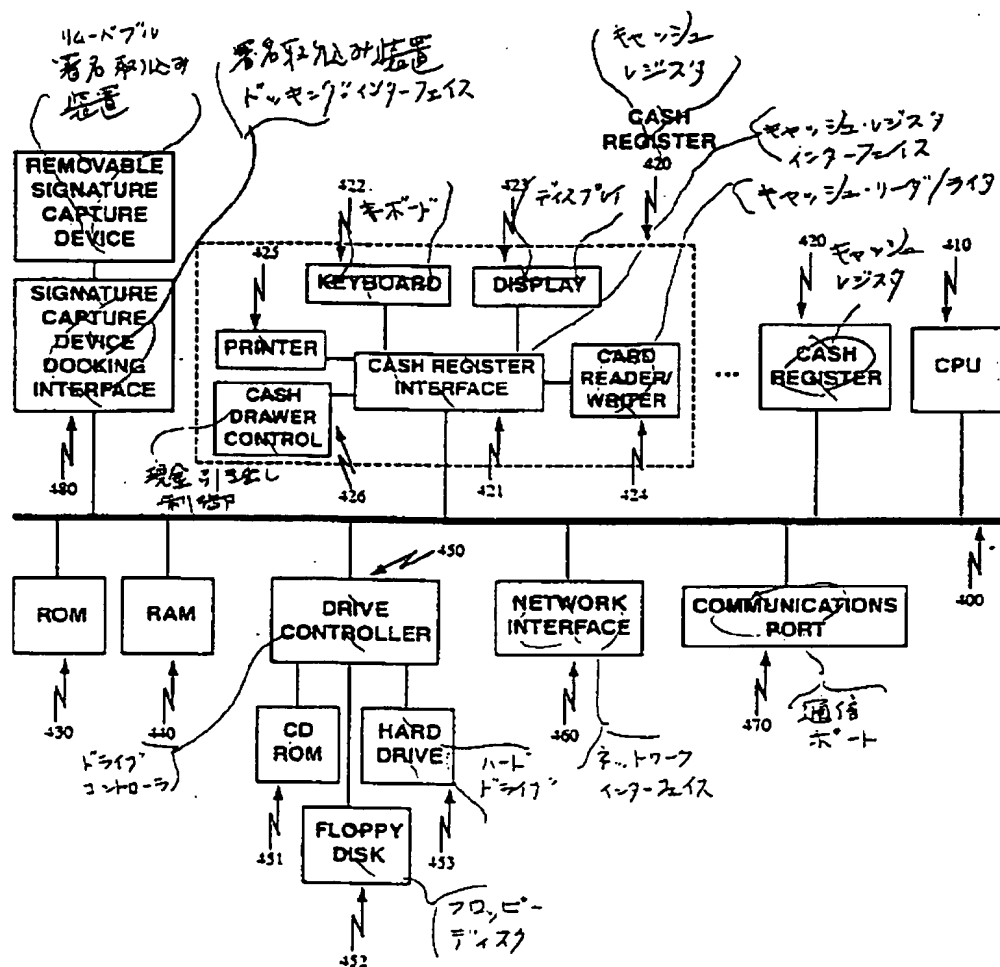 リムーバブル
署名取り込み
装置
署名取り込み装置
ドッキング・インターフェイス
キャッシュ
レジスタ
CASH
REGISTER
420
キャッシュ・レジスタ
インターフェイス
キャッシュ・リーダ/ライタ
REMOVABLE
SIGNATURE
CAPTURE
DEVICE
SIGNATURE
CAPTURE
DEVICE
DOCKING
INTERFACE
480
422
キーボード
KEYBOARD
423
ディスプレイ
DISPLAY
425
PRINTER
CASH REGISTER
INTERFACE
CARD
READER/
WRITER
CASH
DRAWER
CONTROL
現金引き出し
制御
426
421
424
...
420
キャッシュ
レジスタ
CASH
REGISTER
410
CPU
400
ROM
430
RAM
440
450
DRIVE
CONTROLLER
ドライブ
コントローラ
CD
ROM
451
HARD
DRIVE
453
ハード
ドライブ
FLOPPY
DISK
452
フロッピー
ディスク
NETWORK
INTERFACE
460
ネットワーク
インターフェイス
COMMUNICATIONS
PORT
470
通信
ポート